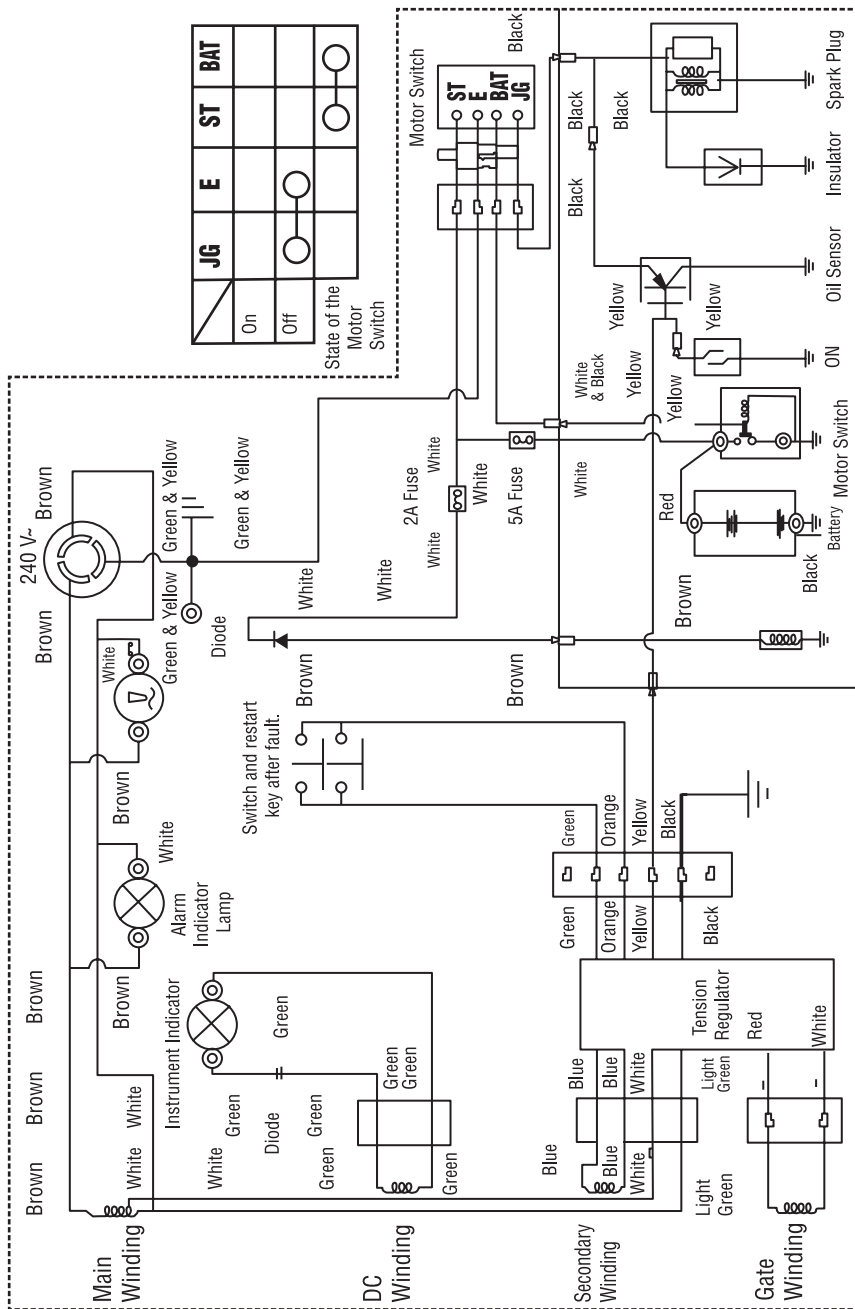 Main
Winding
Brown
Brown
Brown
Brown
240 V~
Brown
White
White
Brown
Brown
White
Green & Yellow
Green & Yellow
Green & Yellow
Alarm
Indicator
Lamp
White
Diode
Instrument Indicator
Green
Diode
Green
Green
White
Green
Green
Green
Green
DC
Winding
Switch and restart
key after fault.
Brown
White
White
JG
E
ST
BAT
On
Off
State of the
Motor
Switch
2A Fuse
White
White
White
5A Fuse
Motor Switch
ST
E
BAT
JG
Black
Brown
White
White
& Black
Secondary
Winding
Blue
Blue
White
Blue
Blue
White
Light
Green
Light
Green
Tension
Regulator
Red
White
Green
Orange
Yellow
Black
Green
Orange
Yellow
Black
Gate
Winding
Brown
Red
Black
Battery
Motor Switch
Yellow
Yellow
Yellow
Yellow
Yellow
ON
Oil Sensor
Black
Black
Black
Insulator
Spark Plug